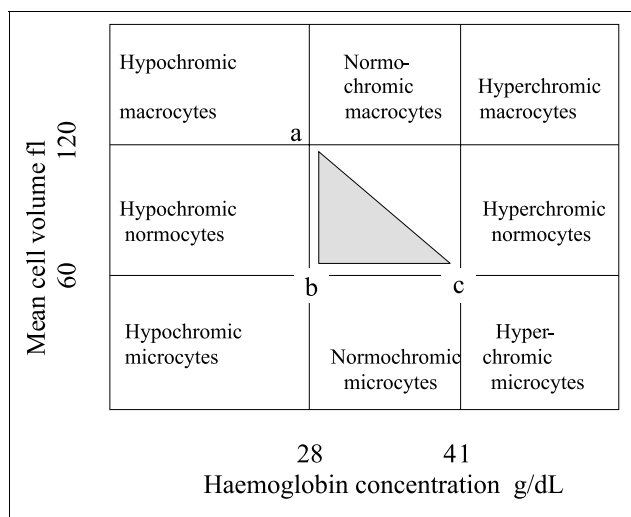 Hypochromic
macrocytes
Normo-
chromic
macrocytes
Hyperchromic
macrocytes
a
120
Mean cell volume fl
Hypochromic
normocytes
Hyperchromic
normocytes
60
b
c
Hypochromic
microcytes
Normochromic
microcytes
Hyper-
chromic
microcytes
28
41
Haemoglobin concentration g/dL